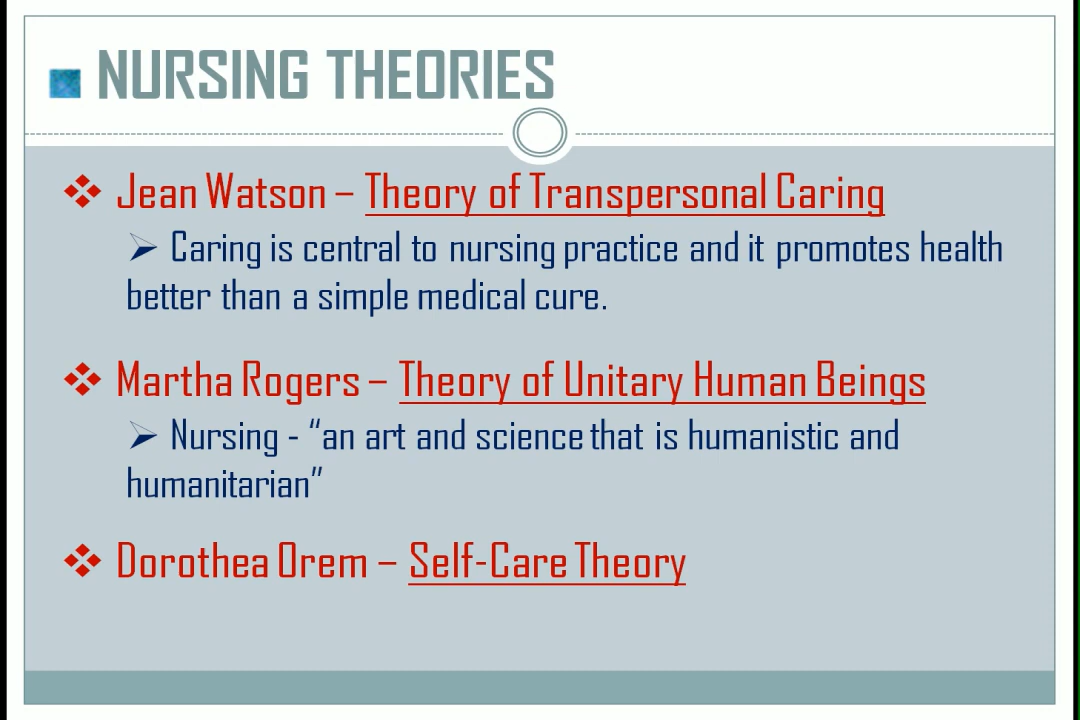 NURSING THEORIES
Jean Watson – Theory of Transpersonal Caring
Caring is central to nursing practice and it promotes health
better than a simple medical cure.
Martha Rogers – Theory of Unitary Human Beings
Nursing - “an art and science that is humanistic and
humanitarian”
Dorothea Orem – Self-Care Theory